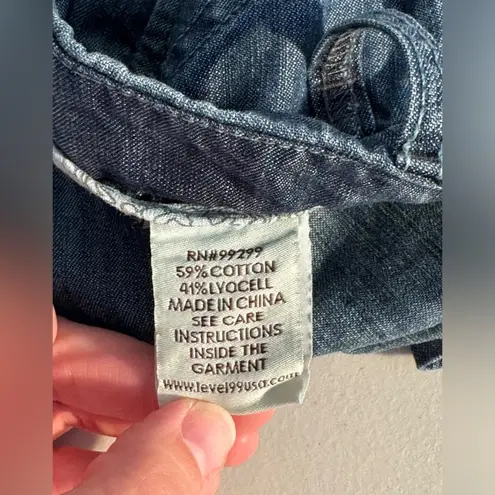 RN#99299
59%COTTON
41%LYOCELL
MADE IN CHINA
SEE CARE
INSTRUCTIONS
INSIDE THE
GARMENT
www.level99usa.com